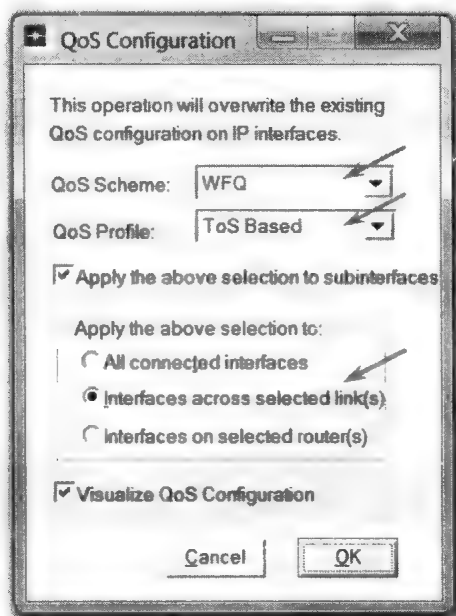 QoS Configuration
This operation will overwrite the existing
QoS configuration on IP interfaces.
QoS Scheme: WFQ
QoS Profile: ToS Based
Apply the above selection to subinterfaces
Apply the above selection to:
All connected interfaces
Interfaces across selected link(s)
Interfaces on selected router(s)
Visualize QoS Configuration
Cancel OK